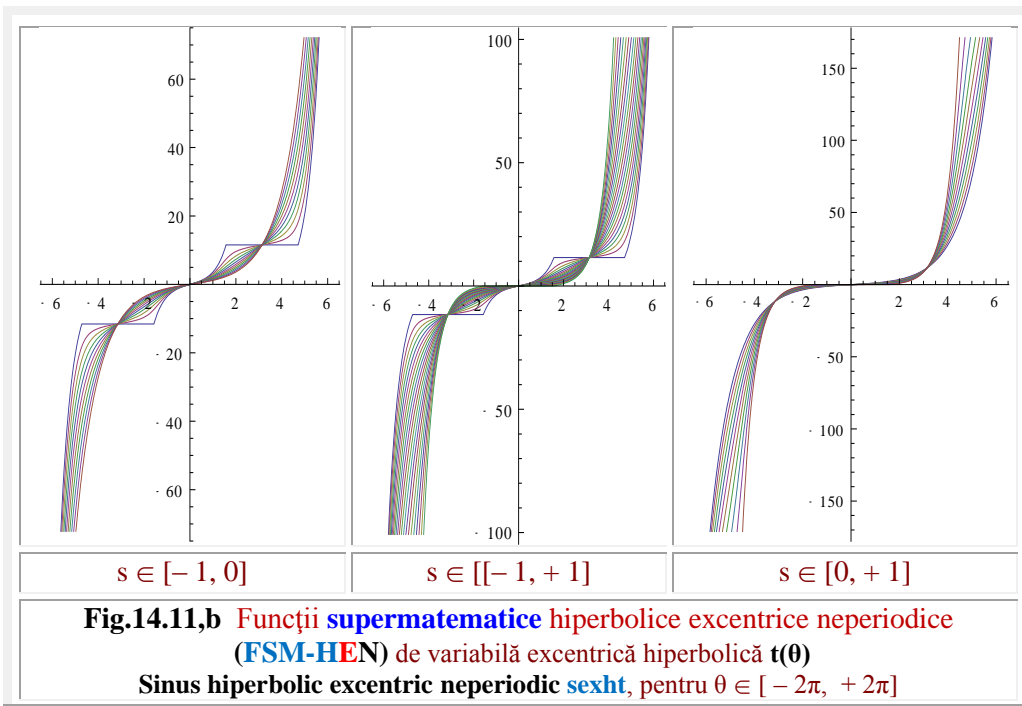 60
40
20
- 6 - 4 - 2 2 4 6
- 20
- 40
- 60
100
50
- 6 - 4 - 2 2 4 6
- 50
- 100
150
100
50
- 6 - 4 - 2 2 4 6
- 50
- 100
- 150
s ∈ [– 1, 0]
s ∈ [[– 1, + 1]
s ∈ [0, + 1]
Fig.14.11,b Funcţii supermatematice hiperbolice excentrice neperiodice
(FSM-HEN) de variabilă excentrică hiperbolică t(θ)
Sinus hiperbolic excentric neperiodic sexht, pentru θ ∈ [ – 2π, + 2π]